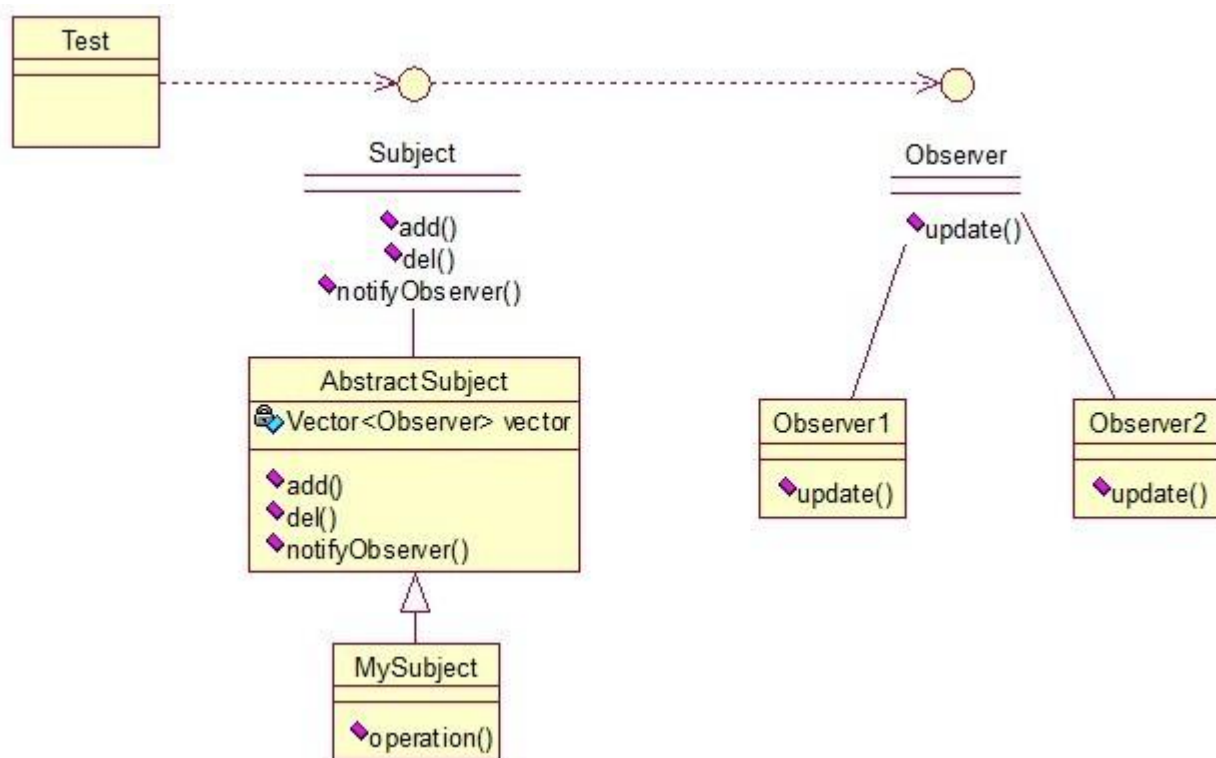 Test
Subject
add()
del()
notifyObserver()
Observer
update()
AbstractSubject
Vector<Observer> vector
add()
del()
notifyObserver()
Observer1
update()
Observer2
update()
MySubject
operation()